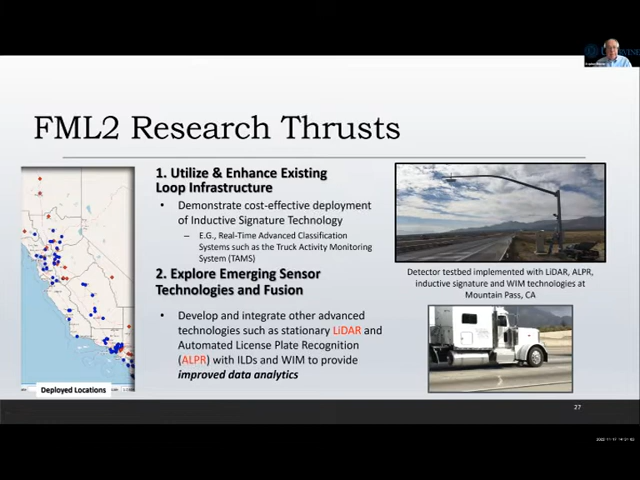 FML2 Research Thrusts
1. Utilize & Enhance Existing
Loop Infrastructure
• Demonstrate cost-effective deployment
of Inductive Signature Technology
– E.G., Real-Time Advanced Classification
Systems such as the Truck Activity Monitoring
System (TAMS)
2. Explore Emerging Sensor
Technologies and Fusion
• Develop and integrate other advanced
technologies such as stationary LiDAR and
Automated License Plate Recognition
(ALPR) with ILDs and WIM to provide
improved data analytics
Deployed Locations
Detector testbed implemented with LiDAR, ALPR,
inductive signature and WIM technologies at
Mountain Pass, CA
27